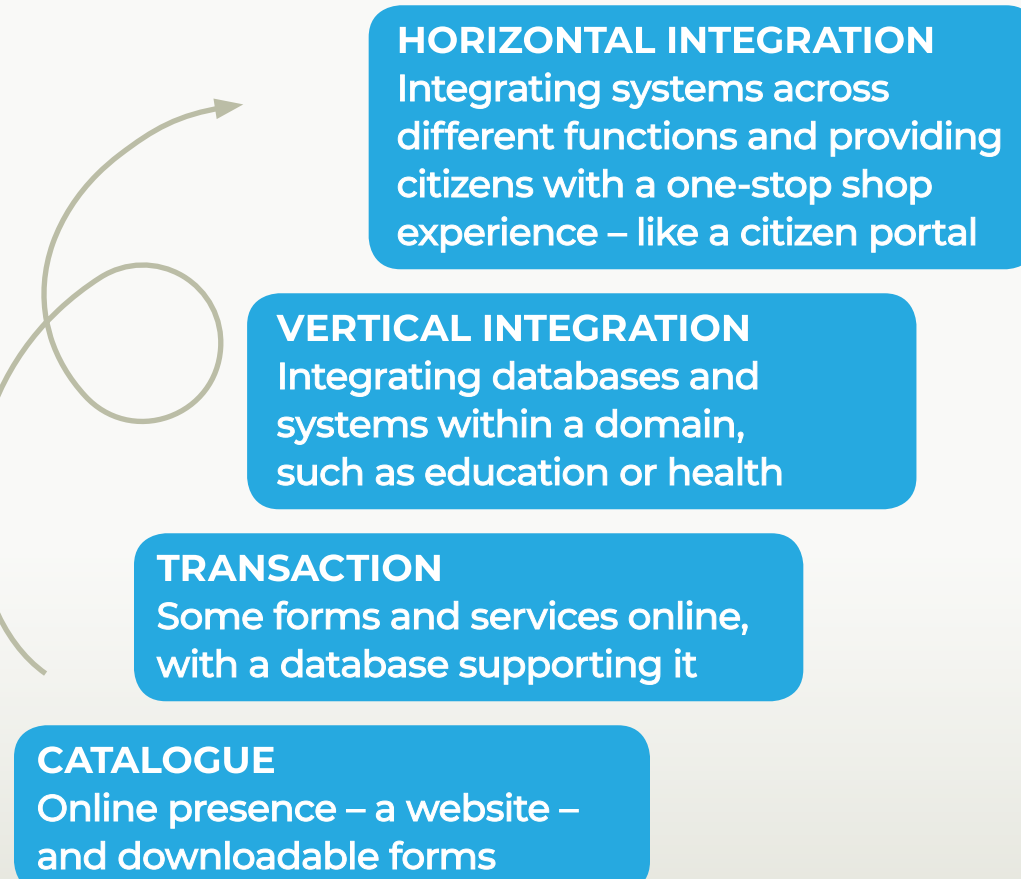 HORIZONTAL INTEGRATION
Integrating systems across
different functions and providing
citizens with a one-stop shop
experience – like a citizen portal
VERTICAL INTEGRATION
Integrating databases and
systems within a domain,
such as education or health
TRANSACTION
Some forms and services online,
with a database supporting it
CATALOGUE
Online presence – a website –
and downloadable forms